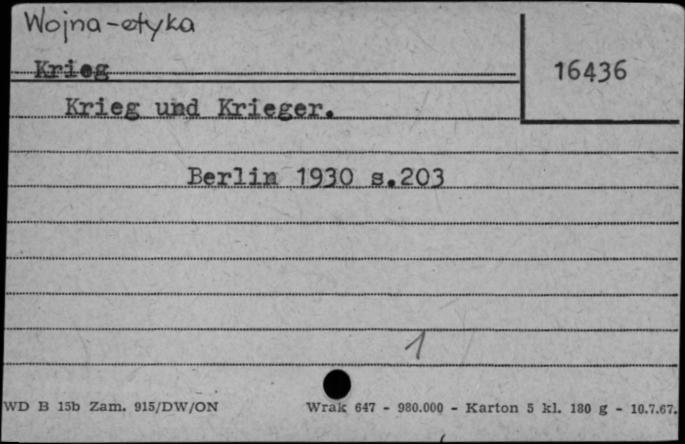 Wojna-etyka
Krieg
16436
Krieg und Krieger.
Berlin 1930 s.203
1
WD B 15b Zam. 915/DW/ON
Wrak 647 - 980.000 - Karton 5 kl. 180 g - 10.7.67.